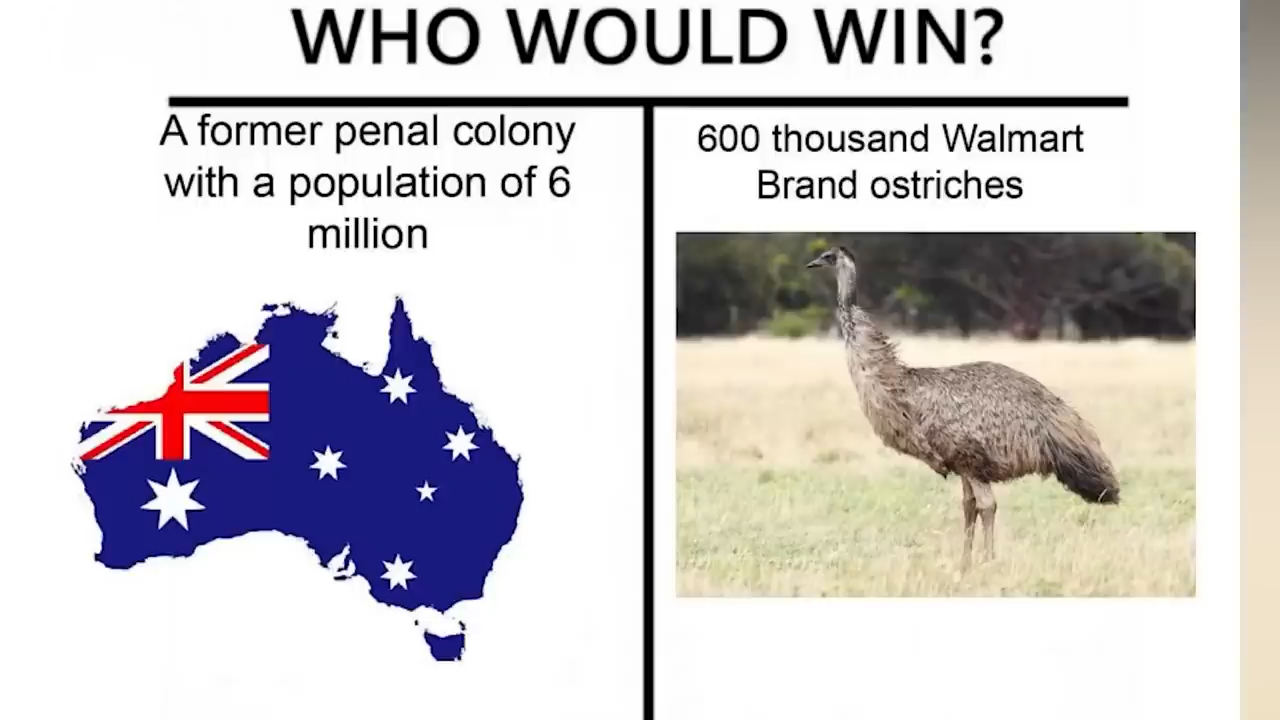 WHO WOULD WIN?
A former penal colony
with a population of 6
million
600 thousand Walmart
Brand ostriches